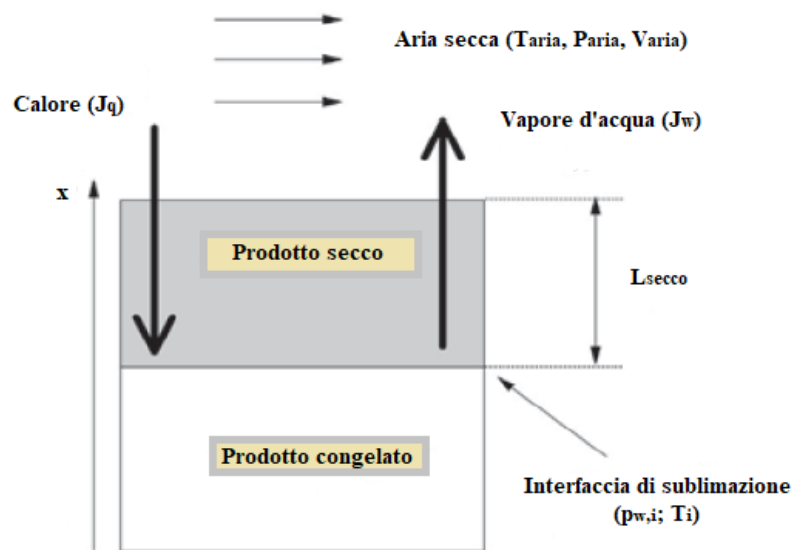 Aria secca (Taria, Paria, Varia)
Calore (Jq)
Vapore d'acqua (Jw)
x
Prodotto secco
Lsecco
Prodotto congelato
Interfaccia di sublimazione
(pw,i; Ti)